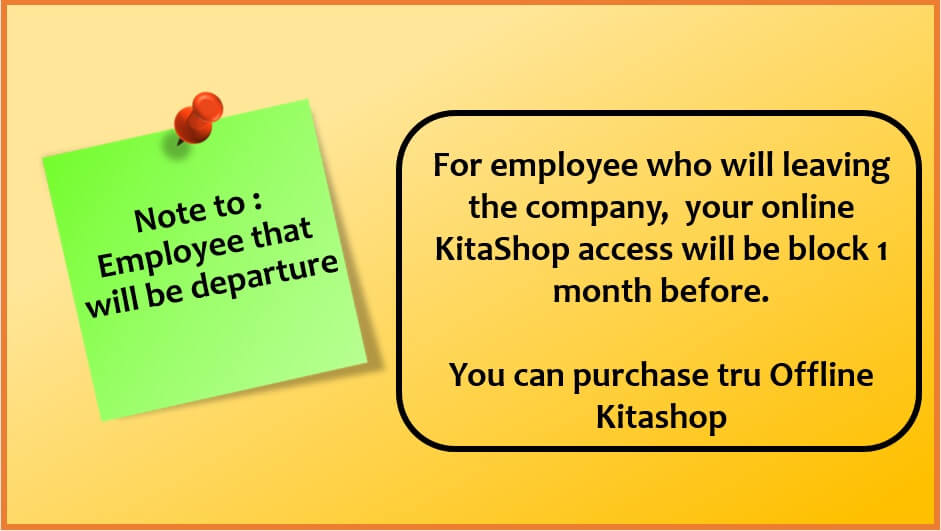 Note to :
Employee that
will be departure
For employee who will leaving
the company,  your online
KitaShop access will be block 1
month before.
You can purchase tru Offline
Kitashop